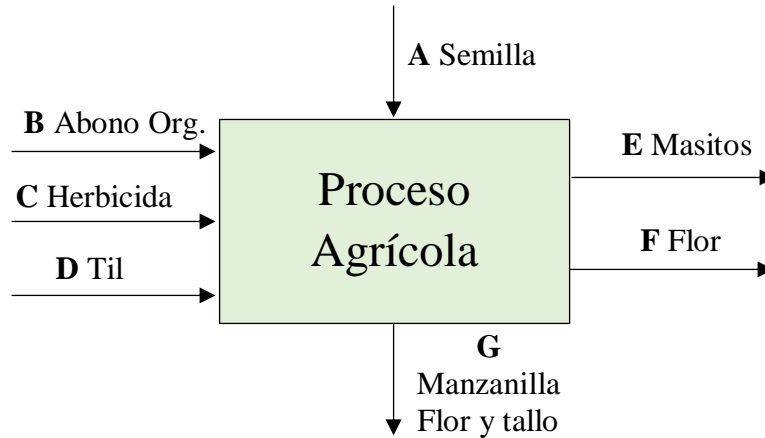 A Semilla
B Abono Org.
C Herbicida
D Til
Proceso
Agrícola
E Masitos
F Flor
G
Manzanilla
Flor y tallo